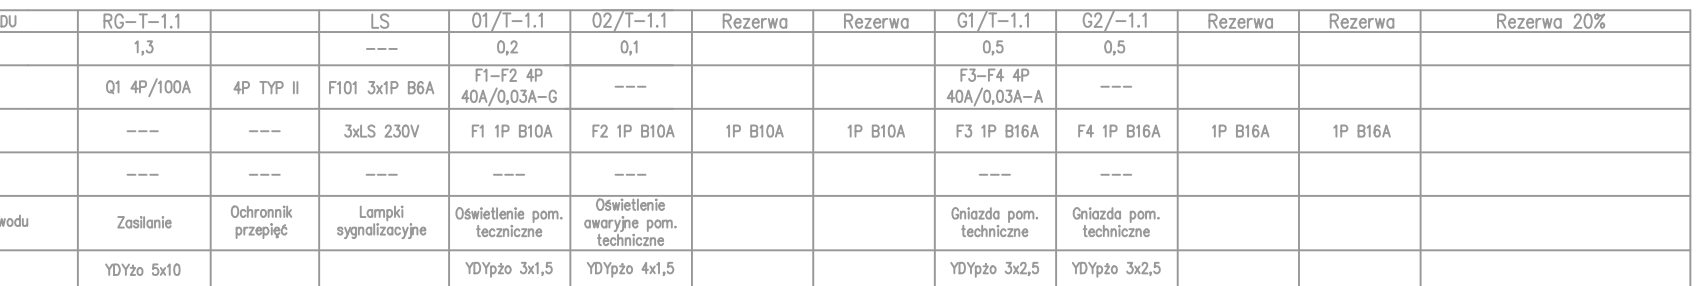 DU RG-T-1.1 LS O1/T-1.1 O2/T-1.1 Rezerwa Rezerwa G1/T-1.1 G2/-1.1 Rezerwa Rezerwa Rezerwa 20%
1,3 --- 0,2 0,1 0,5 0,5
Q1 4P/100A 4P TYP II F101 3x1P B6A F1-F2 4P --- F3-F4 4P ---
40A/0,03A-G 40A/0,03A-A
--- --- 3xLS 230V F1 1P B10A F2 1P B10A 1P B10A 1P B10A F3 1P B16A F4 1P B16A 1P B16A 1P B16A
--- --- --- --- --- --- ---
wodu Zasilanie Ochronnik Lampki Oświetlenie pom. Oświetlenie Gniazda pom. Gniazda pom.
przepięć sygnalizacyjne teczniczne awaryjne pom. techniczne techniczne
techniczne
YDYżo 5x10 YDYpżo 3x1,5 YDYpżo 4x1,5 YDYpżo 3x2,5 YDYpżo 3x2,5